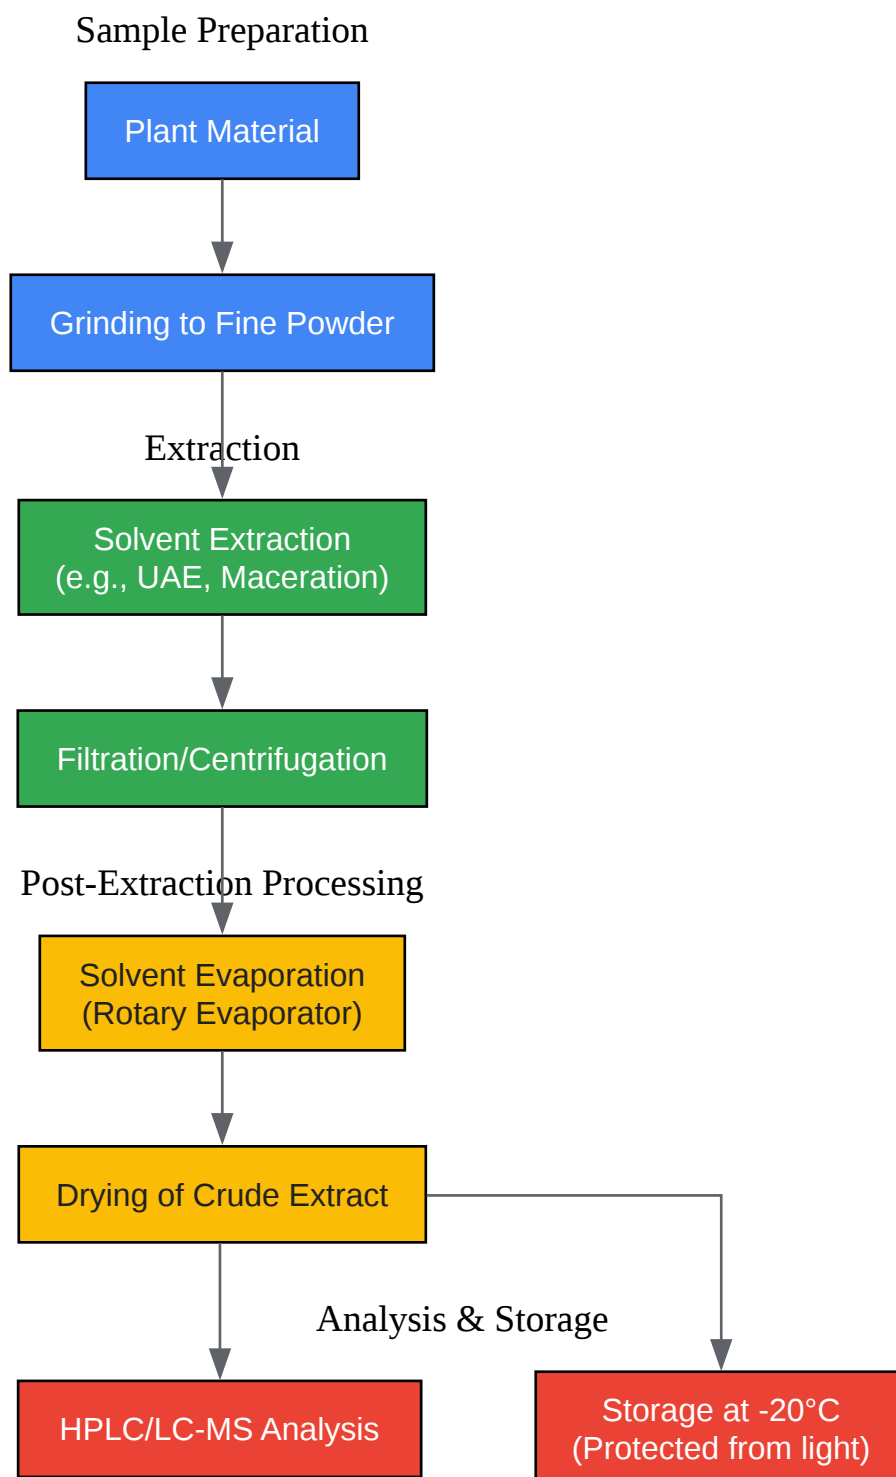 Sample Preparation
Plant Material
Grinding to Fine Powder
Extraction
Solvent Extraction
(e.g., UAE, Maceration)
Filtration/Centrifugation
Post-Extraction Processing
Solvent Evaporation
(Rotary Evaporator)
Drying of Crude Extract
Analysis & Storage
HPLC/LC-MS Analysis
Storage at -20°C
(Protected from light)